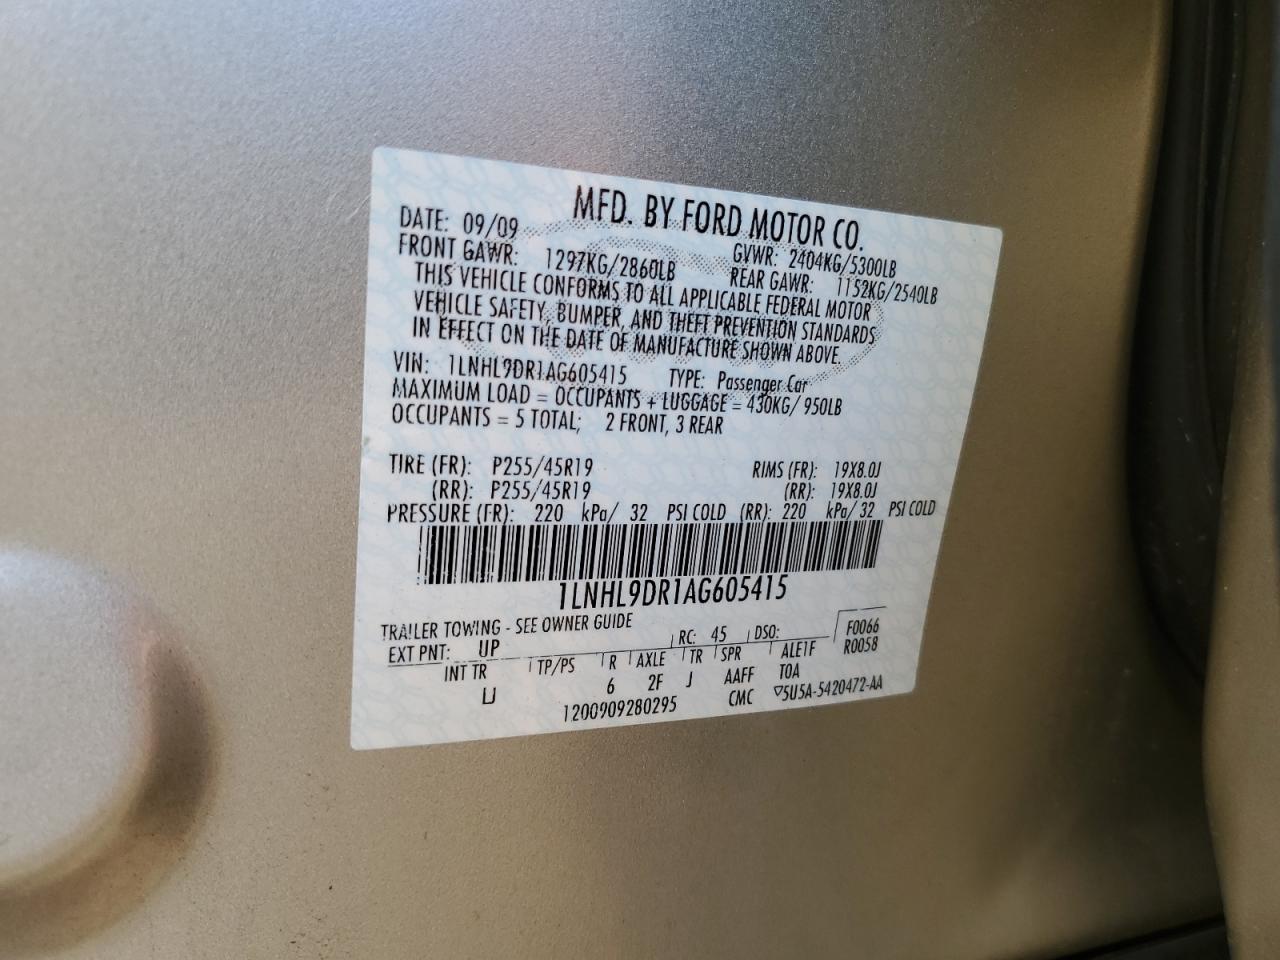 MFD. BY FORD MOTOR CO.
DATE: 09/09 GVWR: 2404KG/5300LB
FRONT GAWR: 1297KG/2860LB REAR GAWR: 1152KG/2540LB
THIS VEHICLE CONFORMS TO ALL APPLICABLE FEDERAL MOTOR
VEHICLE SAFETY, BUMPER, AND THEFT PREVENTION STANDARDS
IN EFFECT ON THE DATE OF MANUFACTURE SHOWN ABOVE.
VIN: 1LNHL9DR1AG605415 TYPE: Passenger Car
MAXIMUM LOAD = OCCUPANTS + LUGGAGE = 430KG/ 950LB
OCCUPANTS = 5 TOTAL; 2 FRONT, 3 REAR
TIRE (FR): P255/45R19 RIMS (FR): 19X8.0J
(RR): P255/45R19 (RR): 19X8.0J
PRESSURE (FR): 220 kPa/ 32 PSI COLD (RR): 220 kPa/ 32 PSI COLD
1LNHL9DR1AG605415
TRAILER TOWING - SEE OWNER GUIDE F0066
EXT PNT: UP RC: 45 DSO: R0058
INT TR TP/PS R AXLE TR SPR ALE1F
LJ 6 2F J AAFF TOA
1200909280295 CMC ▽5U5A-5420472-AA